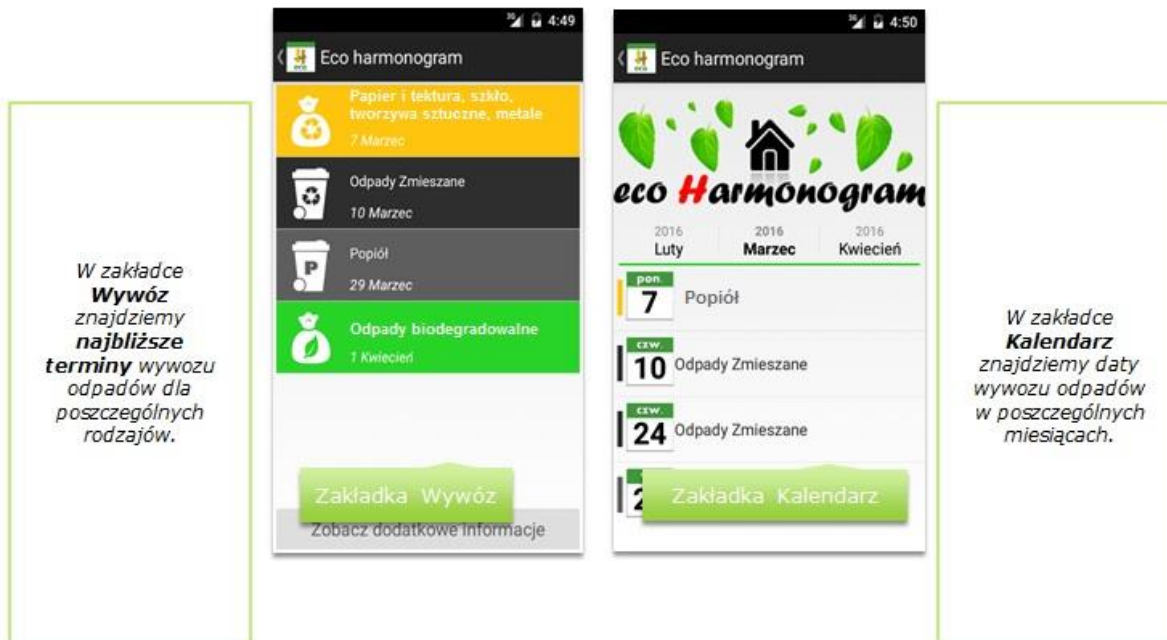 W zakładce
Wywóz
znajdziemy
najbliższe
terminy wywozu
odpadów dla
poszczególnych
rodzajów.
3G 4:49
Eco harmonogram
Papier i tektura, szkło,
tworzywa sztuczne, metale
7 Marzec
Odpady Zmieszane
10 Marzec
P
Popiół
29 Marzec
Odpady biodegradowalne
1 Kwiecień
Zakładka Wywóz
Zobacz dodatkowe informacje
3G 4:50
Eco harmonogram
eco Harmonogram
2016 2016 2016
Luty Marzec Kwiecień
pon.
7 Popiół
czw.
10 Odpady Zmieszane
czw.
24 Odpady Zmieszane
Zakładka Kalendarz
W zakładce
Kalendarz
znajdziemy daty
wywozu odpadów
w poszczególnych
miesiącach.